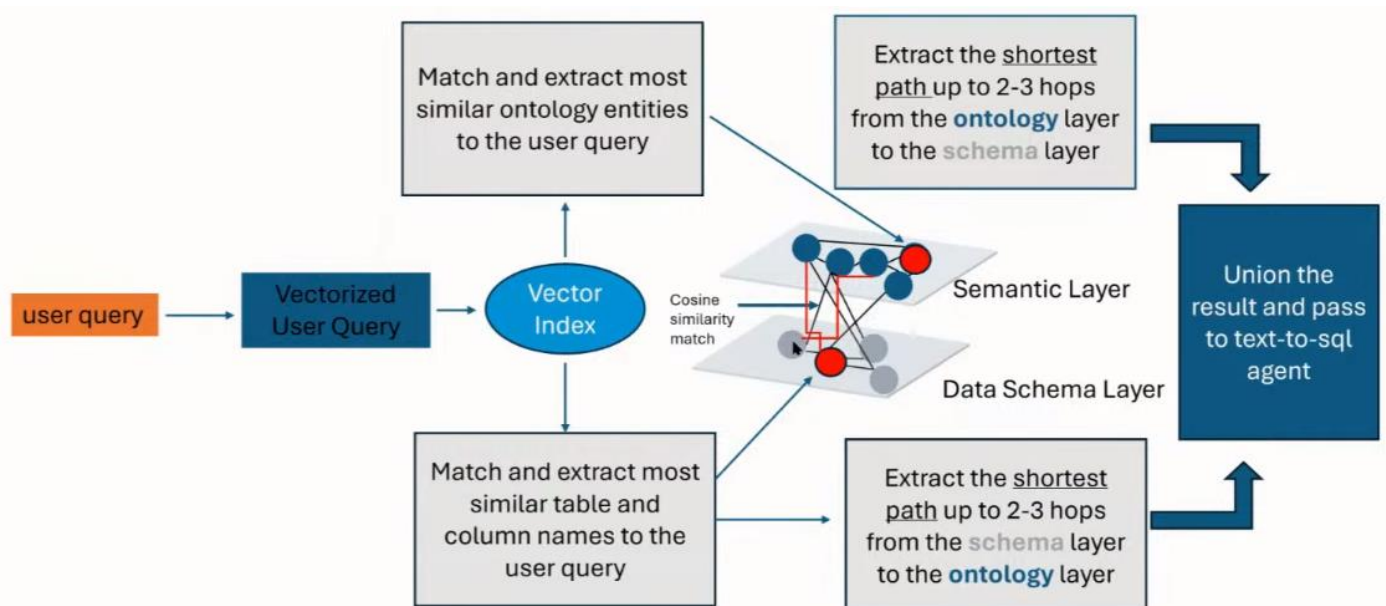 Match and extract most
similar ontology entities
to the user query
Extract the shortest
path up to 2-3 hops
from the ontology layer
to the schema layer
user query
Vectorized
User Query
Vector
Index
Cosine
similarity
match
Semantic Layer
Data Schema Layer
Union the
result and pass
to text-to-sql
agent
Match and extract most
similar table and
column names to the
user query
Extract the shortest
path up to 2-3 hops
from the schema layer
to the ontology layer